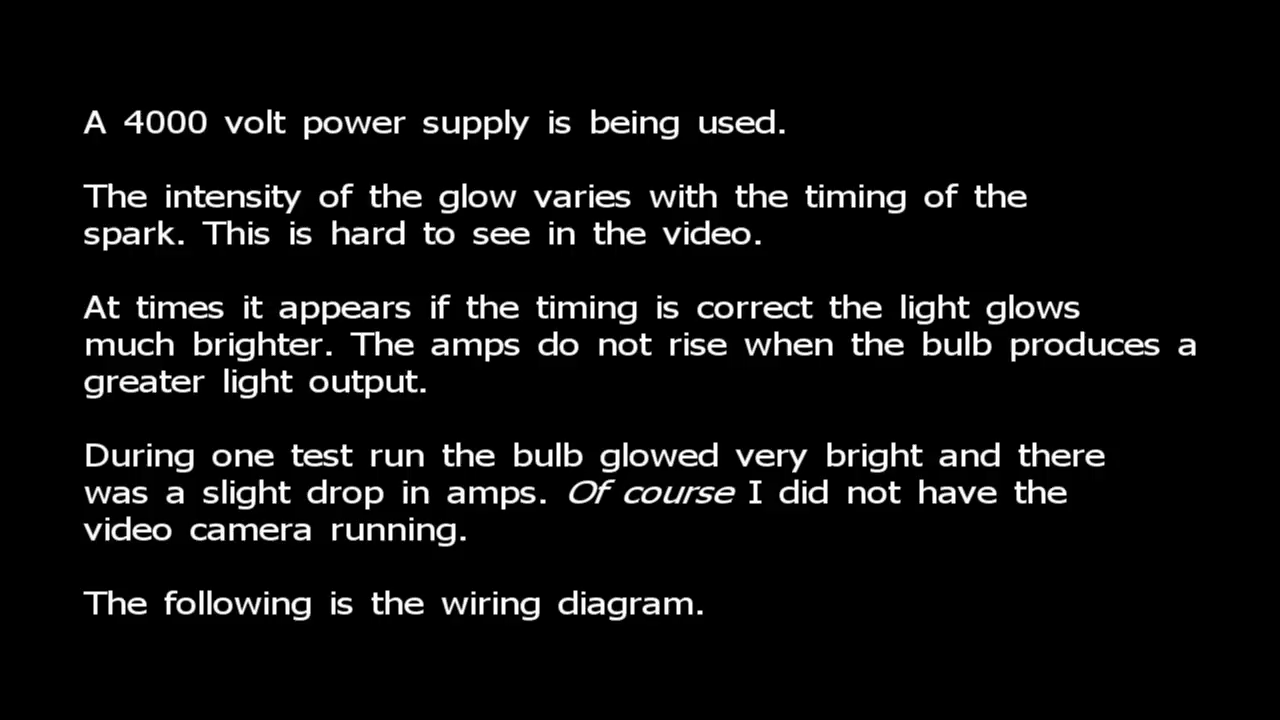 A 4000 volt power supply is being used.
The intensity of the glow varies with the timing of the
spark. This is hard to see in the video.
At times it appears if the timing is correct the light glows
much brighter. The amps do not rise when the bulb produces a
greater light output.
During one test run the bulb glowed very bright and there
was a slight drop in amps. Of course I did not have the
video camera running.
The following is the wiring diagram.